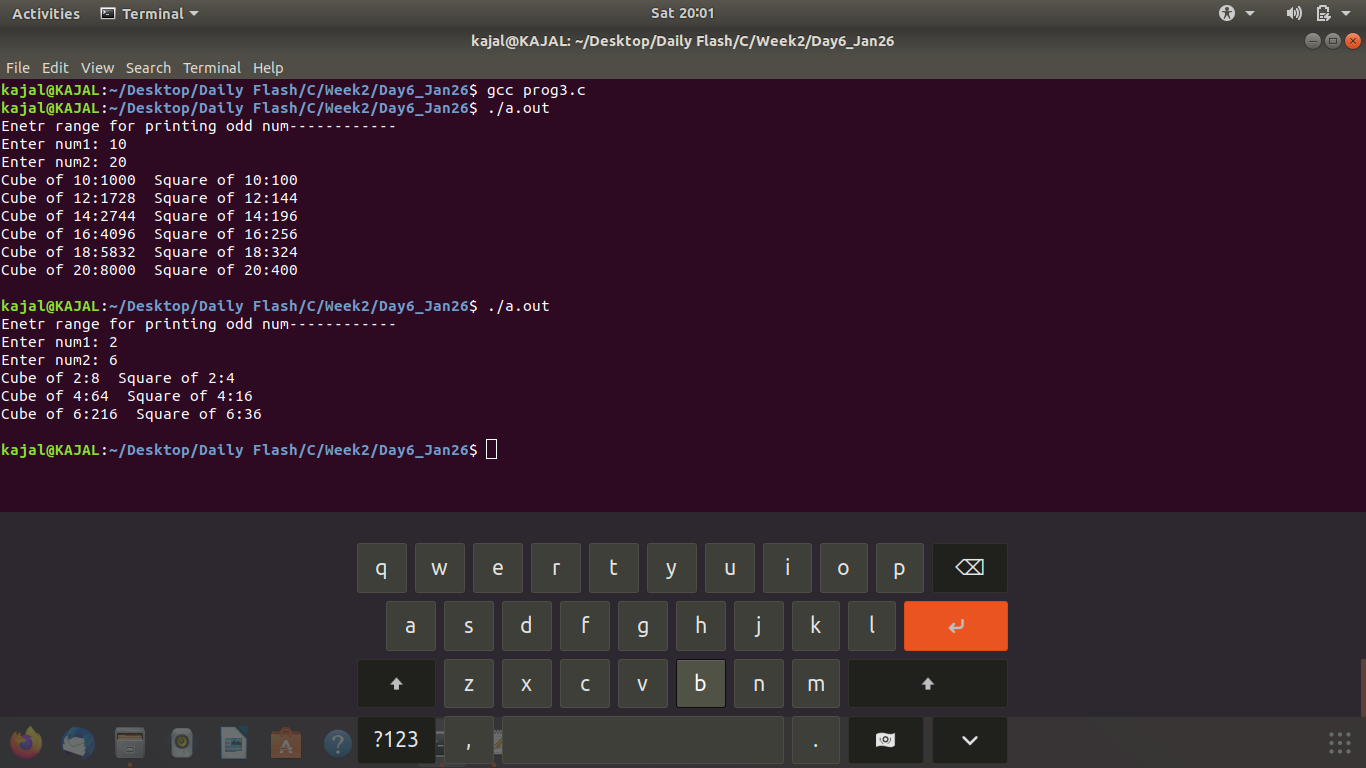 Activities Terminal Sat 20:01
kajal@KAJAL: ~/Desktop/Daily Flash/C/Week2/Day6_Jan26
File Edit View Search Terminal Help
kajal@KAJAL:~/Desktop/Daily Flash/C/Week2/Day6_Jan26$ gcc prog3.c
kajal@KAJAL:~/Desktop/Daily Flash/C/Week2/Day6_Jan26$ ./a.out
Enetr range for printing odd num------------
Enter num1: 10
Enter num2: 20
Cube of 10:1000  Square of 10:100
Cube of 12:1728  Square of 12:144
Cube of 14:2744  Square of 14:196
Cube of 16:4096  Square of 16:256
Cube of 18:5832  Square of 18:324
Cube of 20:8000  Square of 20:400
kajal@KAJAL:~/Desktop/Daily Flash/C/Week2/Day6_Jan26$ ./a.out
Enetr range for printing odd num------------
Enter num1: 2
Enter num2: 6
Cube of 2:8  Square of 2:4
Cube of 4:64  Square of 4:16
Cube of 6:216  Square of 6:36
kajal@KAJAL:~/Desktop/Daily Flash/C/Week2/Day6_Jan26$
q w e r t y u i o p
a s d f g h j k l
z x c v b n m
?123 , .